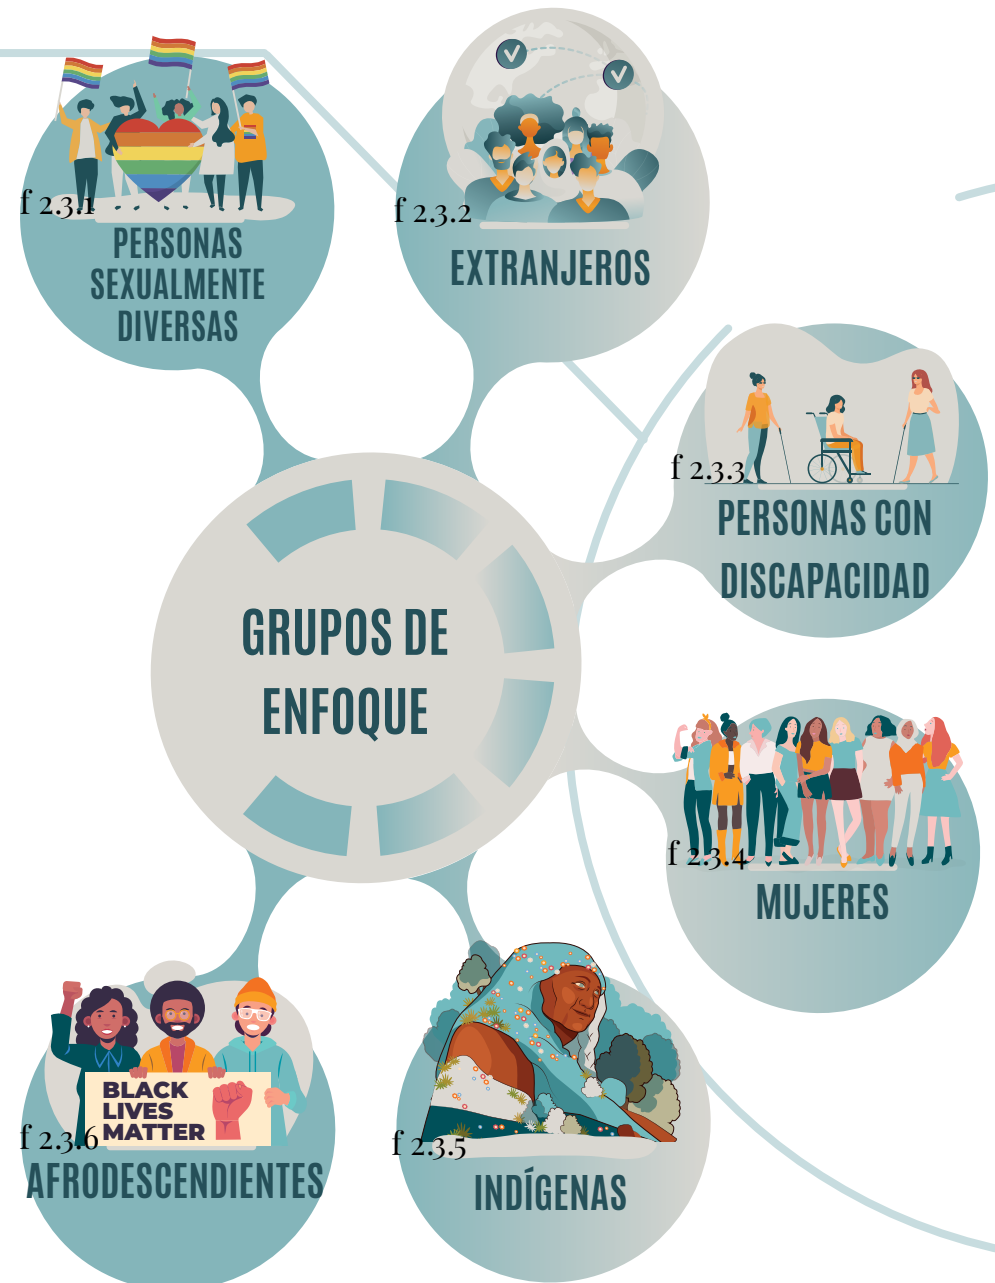 f 2.3.1
PERSONAS
SEXUALMENTE
DIVERSAS
f 2.3.2
EXTRANJEROS
f 2.3.3
PERSONAS CON
DISCAPACIDAD
GRUPOS DE
ENFOQUE
f 2.3.4
MUJERES
BLACK
LIVES
MATTER
f 2.3.6
AFRODESCENDIENTES
f 2.3.5
INDÍGENAS